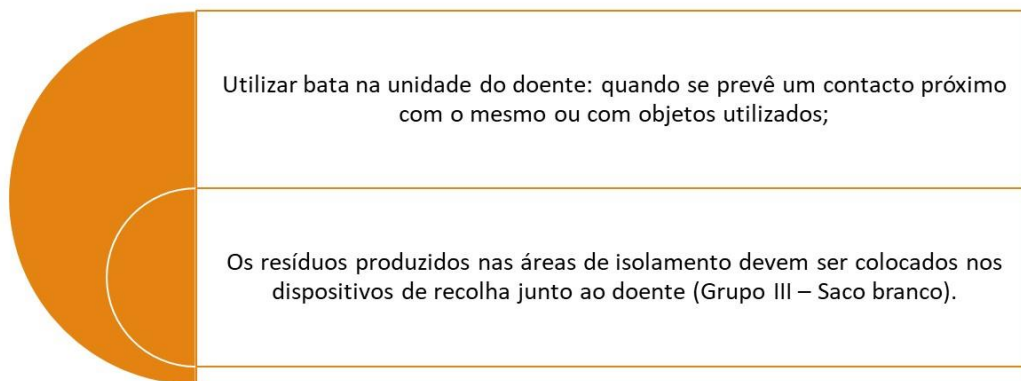 Utilizar bata na unidade do doente: quando se prevê um contacto próximo
com o mesmo ou com objetos utilizados;
Os resíduos produzidos nas áreas de isolamento devem ser colocados nos
dispositivos de recolha junto ao doente (Grupo III – Saco branco).